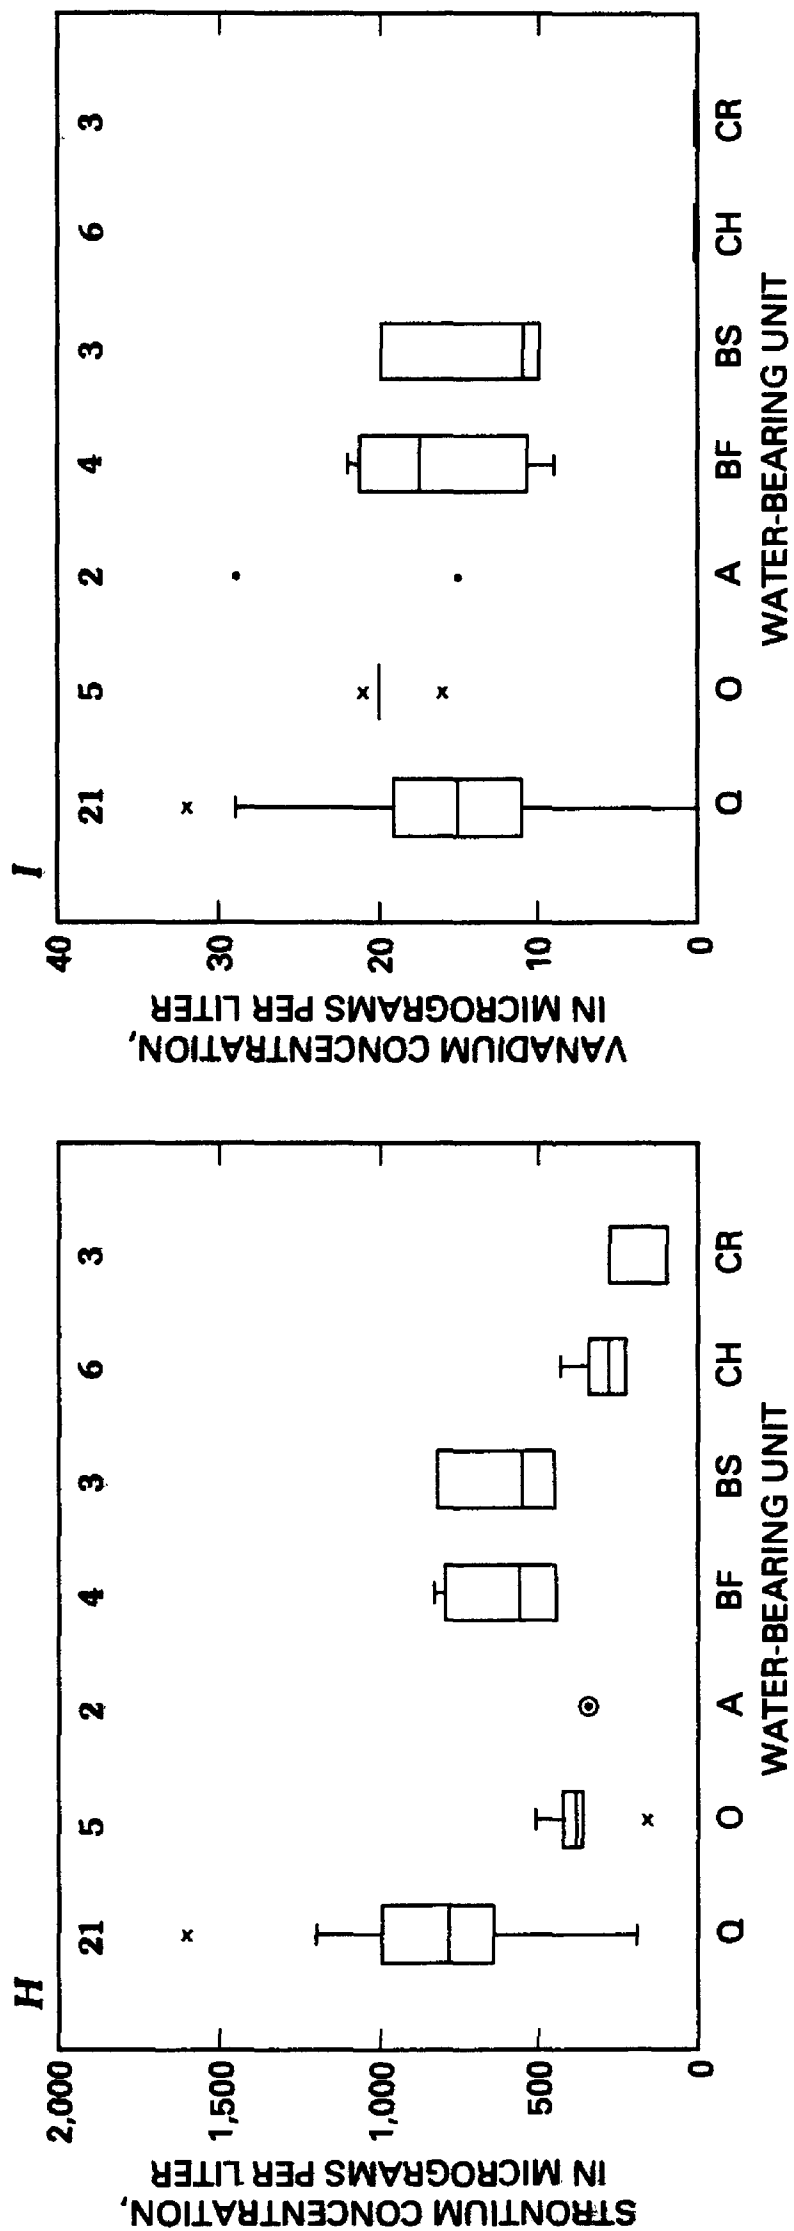 H
STRONTIUM CONCENTRATION,
IN MICROGRAMS PER LITER
2,000
1,500
1,000
500
0
21 5 2 4 3 6 3
x
x
Q O A BF BS CH CR
WATER-BEARING UNIT
I
VANADIUM CONCENTRATION,
IN MICROGRAMS PER LITER
40
30
20
10
0
21 5 2 4 3 6 3
x
x
x
Q O A BF BS CH CR
WATER-BEARING UNIT